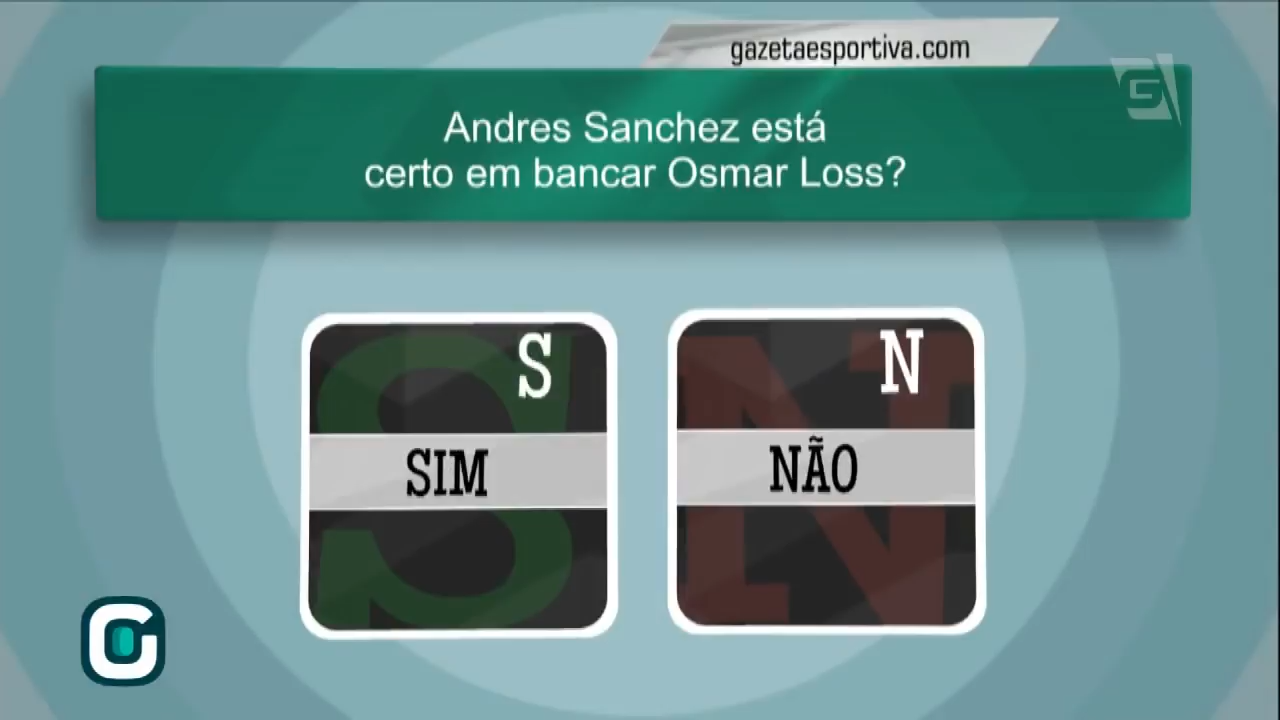 gazetaesportiva.com
Andres Sanchez está
certo em bancar Osmar Loss?
S
N
SIM
NÃO